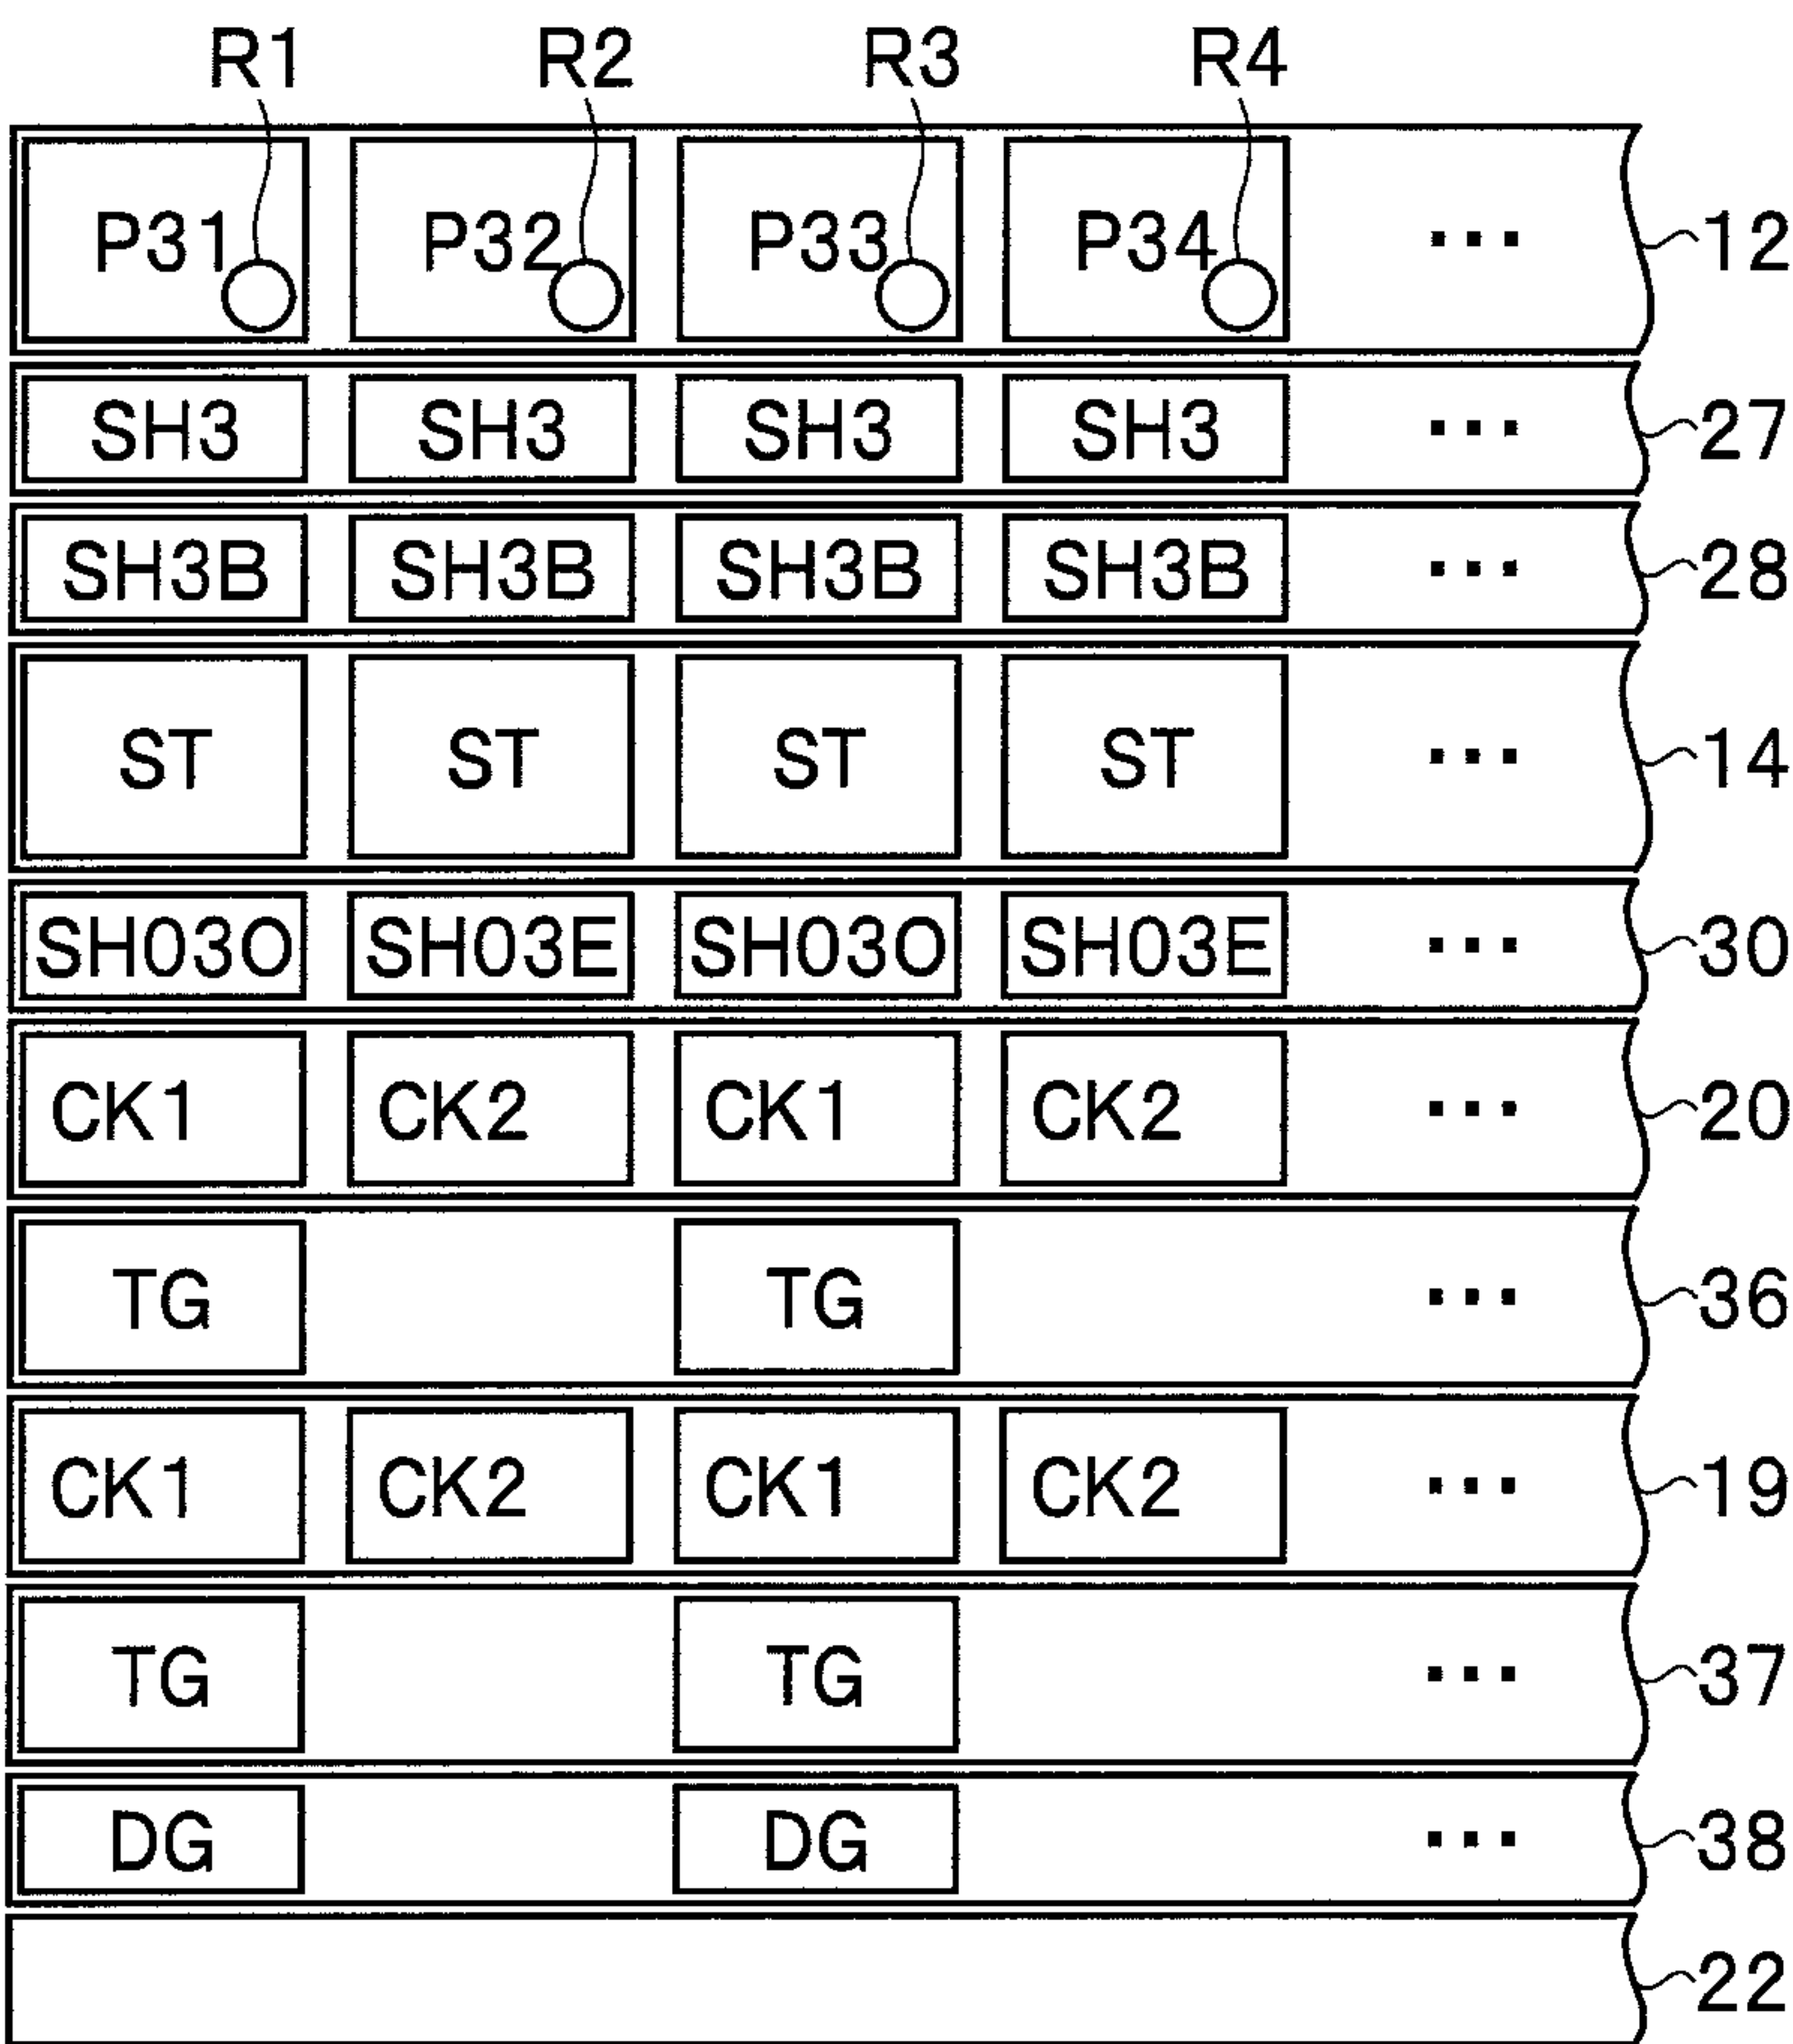 R1 R2 R3 R4
P31 P32 P33 P34 ... 12
SH3 SH3 SH3 SH3 ... 27
SH3B SH3B SH3B SH3B ... 28
ST ST ST ST ... 14
SH03O SH03E SH03O SH03E ... 30
CK1 CK2 CK1 CK2 ... 20
TG TG ... 36
CK1 CK2 CK1 CK2 ... 19
TG TG ... 37
DG DG ... 38
22